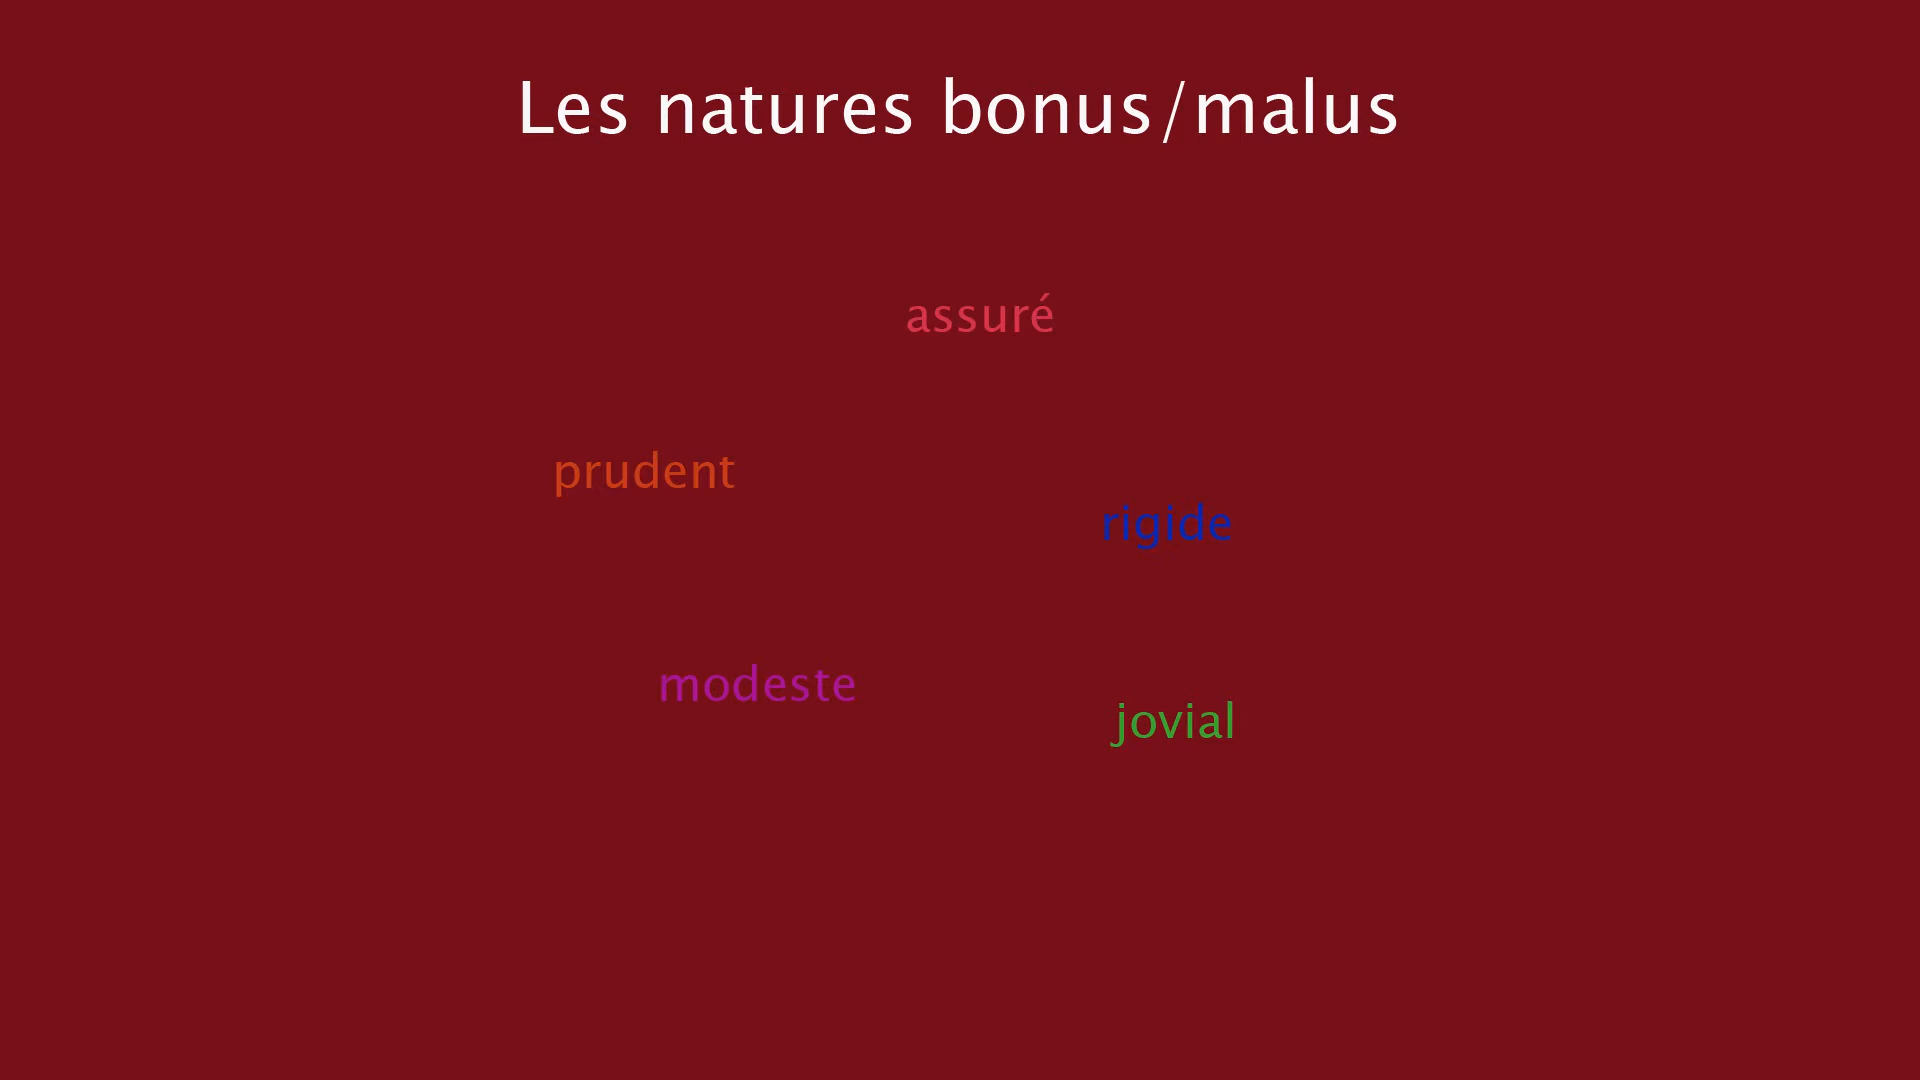 Les natures bonus/malus
assuré
prudent
rigide
modeste
jovial